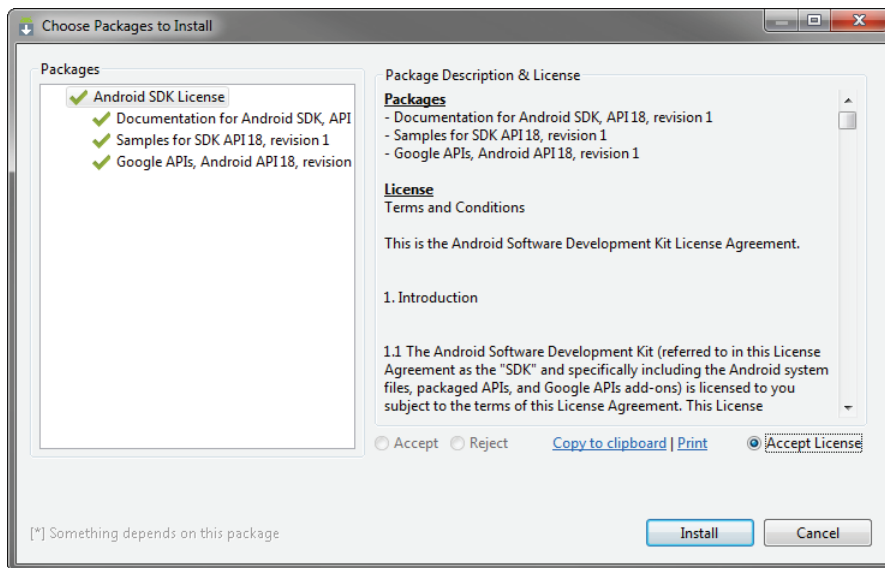 Choose Packages to Install
Packages
Android SDK License
Documentation for Android SDK, API
Samples for SDK API 18, revision 1
Google APIs, Android API 18, revision
Package Description & License
Packages
- Documentation for Android SDK, API 18, revision 1
- Samples for SDK API 18, revision 1
- Google APIs, Android API 18, revision 1
License
Terms and Conditions
This is the Android Software Development Kit License Agreement.
1. Introduction
1.1 The Android Software Development Kit (referred to in this License
Agreement as the "SDK" and specifically including the Android system
files, packaged APIs, and Google APIs add-ons) is licensed to you
subject to the terms of this License Agreement. This License
Accept Reject Copy to clipboard | Print Accept License
[*] Something depends on this package
Install Cancel